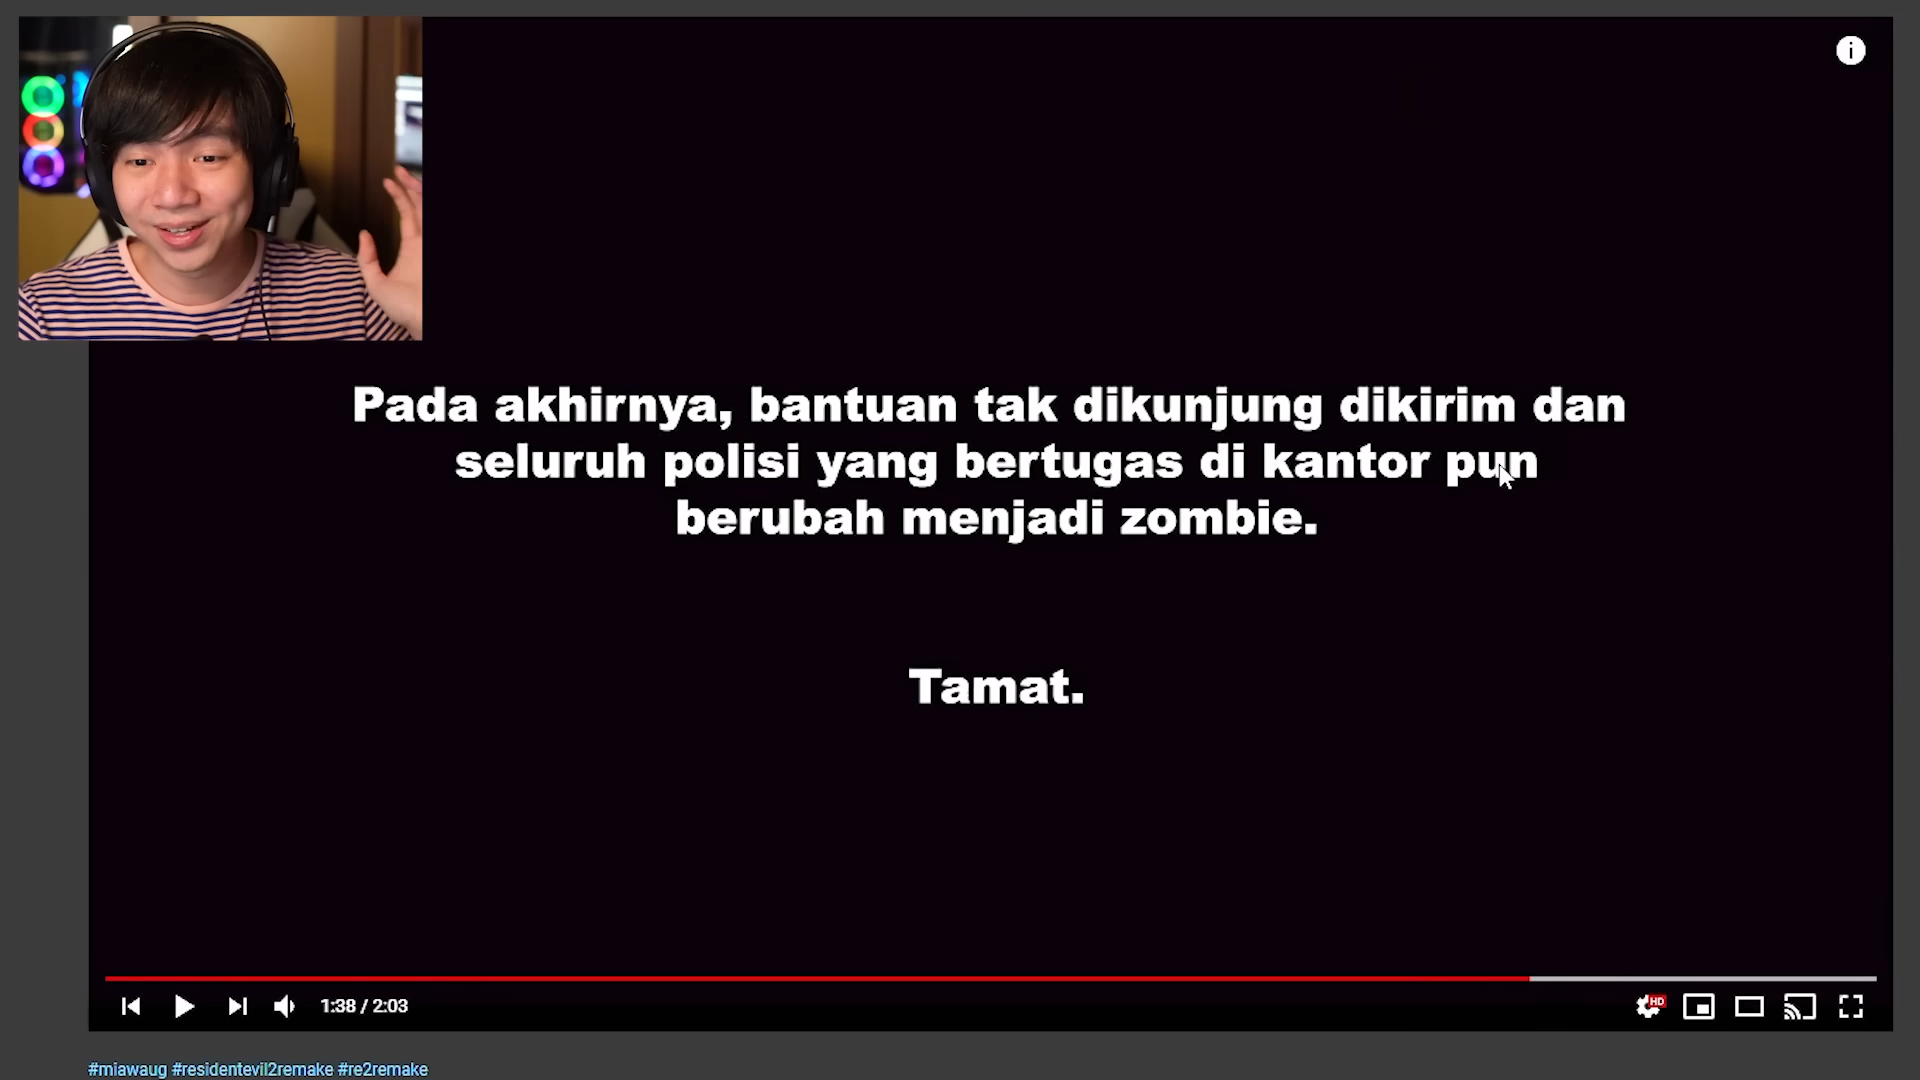 Pada akhirnya, bantuan tak dikunjung dikirim dan
seluruh polisi yang bertugas di kantor pun
berubah menjadi zombie.
Tamat.
1:38 / 2:03
HD
#miawaug #residentevil2remake #re2remake